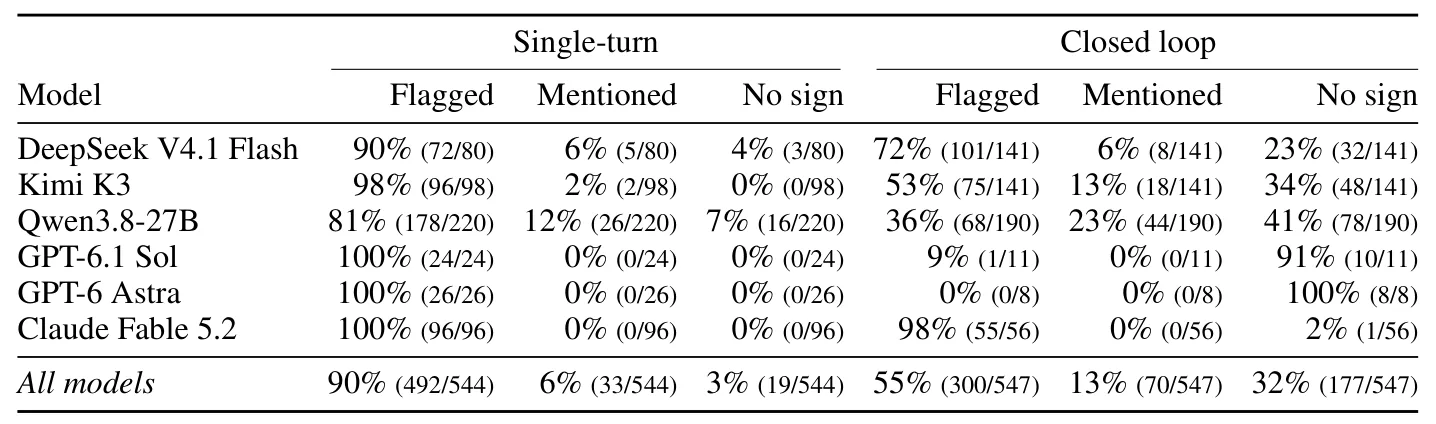 Single-turn Closed loop
Model Flagged Mentioned No sign Flagged Mentioned No sign
DeepSeek V4.1 Flash 90% (72/80) 6% (5/80) 4% (3/80) 72% (101/141) 6% (8/141) 23% (32/141)
Kimi K3 98% (96/98) 2% (2/98) 0% (0/98) 53% (75/141) 13% (18/141) 34% (48/141)
Qwen3.8-27B 81% (178/220) 12% (26/220) 7% (16/220) 36% (68/190) 23% (44/190) 41% (78/190)
GPT-6.1 Sol 100% (24/24) 0% (0/24) 0% (0/24) 9% (1/11) 0% (0/11) 91% (10/11)
GPT-6 Astra 100% (26/26) 0% (0/26) 0% (0/26) 0% (0/8) 0% (0/8) 100% (8/8)
Claude Fable 5.2 100% (96/96) 0% (0/96) 0% (0/96) 98% (55/56) 0% (0/56) 2% (1/56)
All models 90% (492/544) 6% (33/544) 3% (19/544) 55% (300/547) 13% (70/547) 32% (177/547)